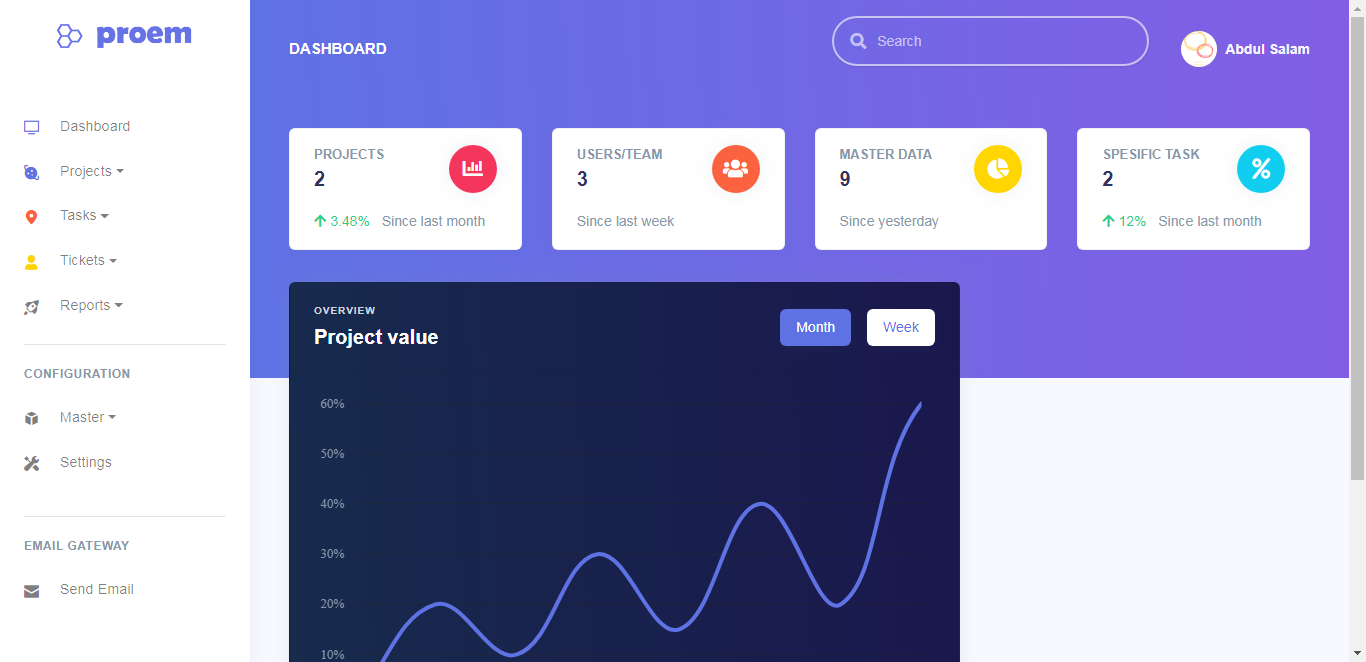 proem
Dashboard
Projects
Tasks
Tickets
Reports
CONFIGURATION
Master
Settings
EMAIL GATEWAY
Send Email
DASHBOARD
Search
Abdul Salam
PROJECTS
2
3.48% Since last month
USERS/TEAM
3
Since last week
MASTER DATA
9
Since yesterday
SPESIFIC TASK
2
12% Since last month
OVERVIEW
Project value
Month
Week
60%
50%
40%
30%
20%
10%